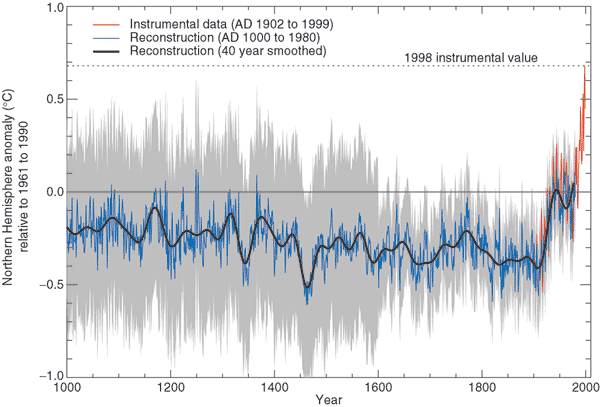 1.0
Instrumental data (AD 1902 to 1999)
Reconstruction (AD 1000 to 1980)
Reconstruction (40 year smoothed)
1998 instrumental value
0.5
0.0
−0.5
−1.0
Northern Hemisphere anomaly (°C)
relative to 1961 to 1990
1000 1200 1400 1600 1800 2000
Year